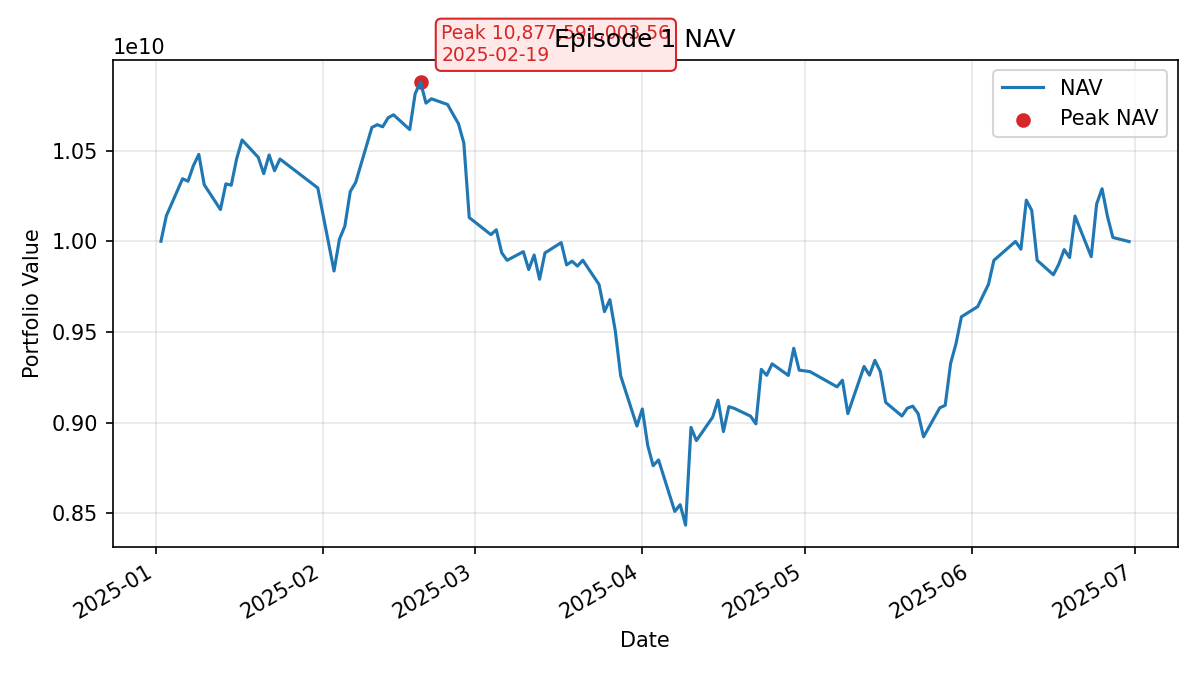 Peak 10,877,591,003.56
2025-02-19
Episode 1 NAV
1e10
NAV
Peak NAV
1.05
1.00
0.95
0.90
0.85
Portfolio Value
2025-01
2025-02
2025-03
2025-04
2025-05
2025-06
2025-07
Date